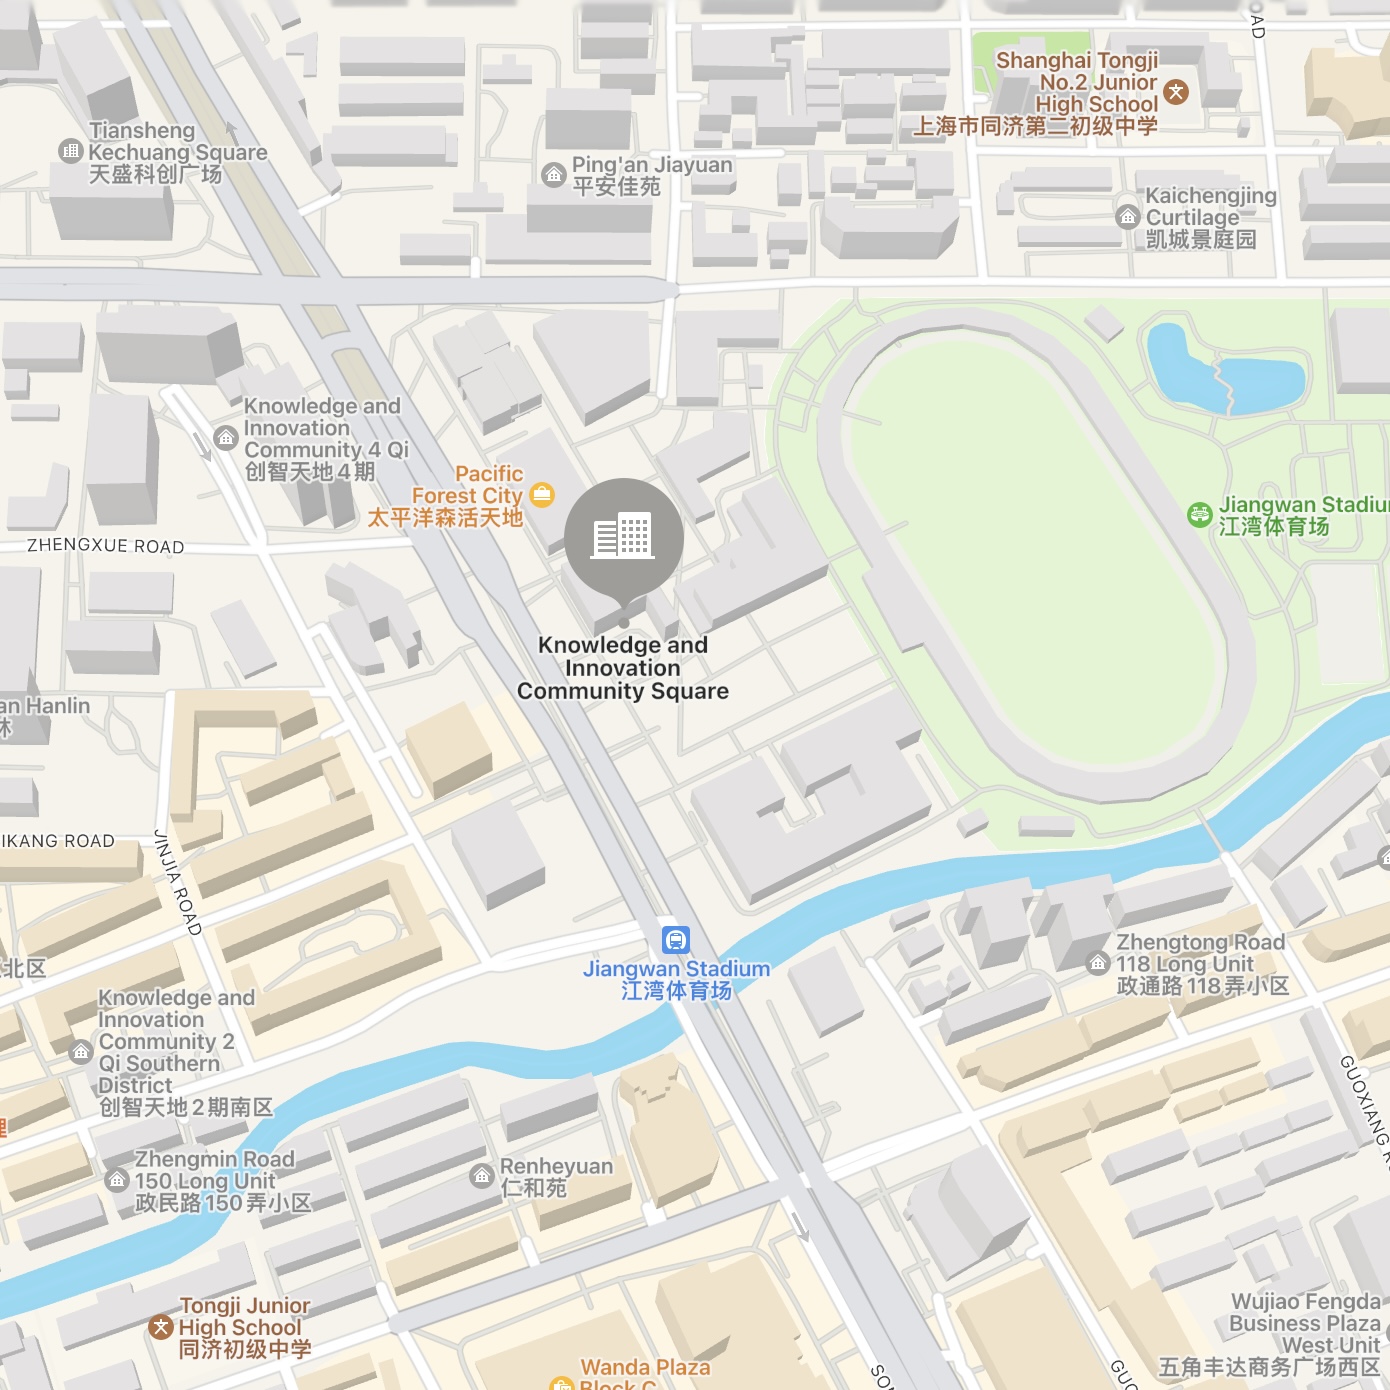 Shanghai Tongji
No.2 Junior
High School
上海市同济第二初级中学
Tiansheng
Kechuang Square
天盛科创广场
Ping'an Jiayuan
平安佳苑
Kaichengjing
Curtilage
凯城景庭园
Knowledge and
Innovation
Community 4 Qi
创智天地4期
Pacific
Forest City
太平洋森活天地
Jiangwan Stadiu
江湾体育场
ZHENGXUE ROAD
Knowledge and
Innovation
Community Square
an Hanlin
林
IKANG ROAD
JINJIA ROAD
Jiangwan Stadium
江湾体育场
Zhengtong Road
118 Long Unit
政通路118弄小区
北区
Knowledge and
Innovation
Community 2
Qi Southern
District
创智天地2期南区
GUOXIANG R
Zhengmin Road
150 Long Unit
政民路150弄小区
Renheyuan
仁和苑
Tongji Junior
High School
同济初级中学
Wujiao Fengda
Business Plaza
West Unit
五角丰达商务广场西区
Wanda Plaza
Block C
SON
GUO